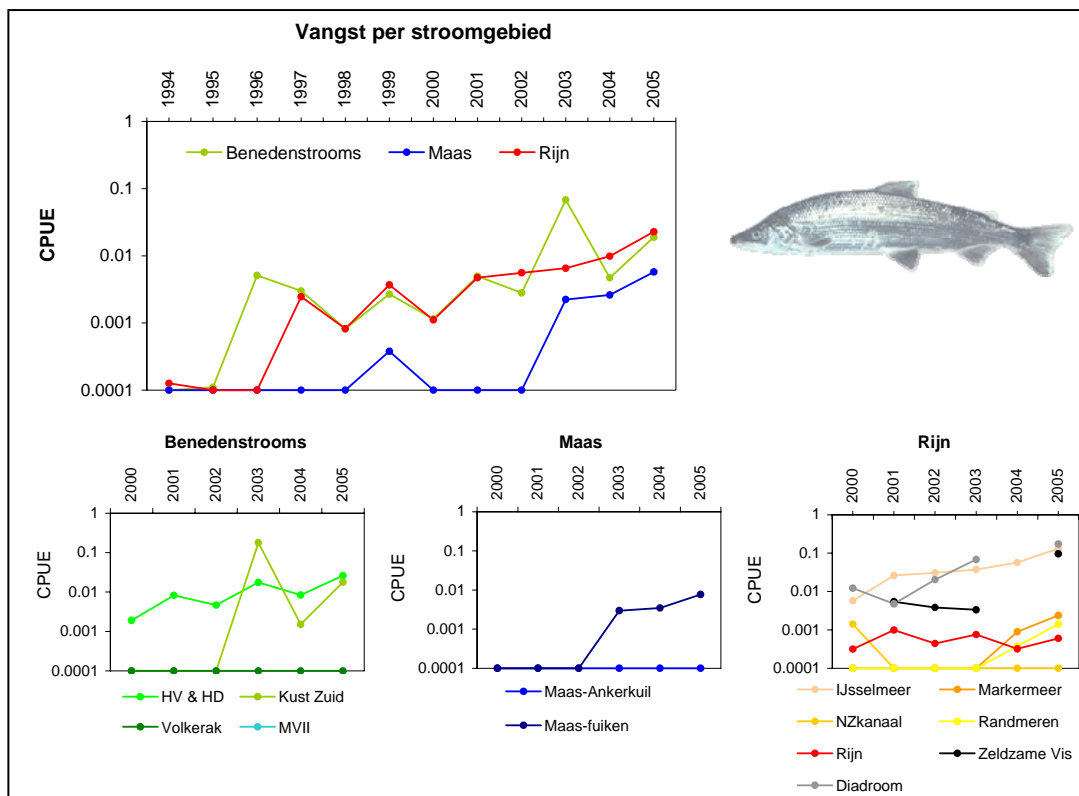 Vangst per stroomgebied
1994 1995 1996 1997 1998 1999 2000 2001 2002 2003 2004 2005
1
Benedenstrooms Maas Rijn
0.1
CPUE
0.01
0.001
0.0001
Benedenstrooms
2000 2001 2002 2003 2004 2005
1
0.1
CPUE
0.01
0.001
0.0001
HV & HD Kust Zuid
Volkerak MVII
Maas
2000 2001 2002 2003 2004 2005
1
0.1
CPUE
0.01
0.001
0.0001
Maas-Ankerkuil
Maas-fuiken
Rijn
2000 2001 2002 2003 2004 2005
1
0.1
CPUE
0.01
0.001
0.0001
IJsselmeer Markermeer
NZkanaal Randmeren
Rijn Zeldzame Vis
Diadroom